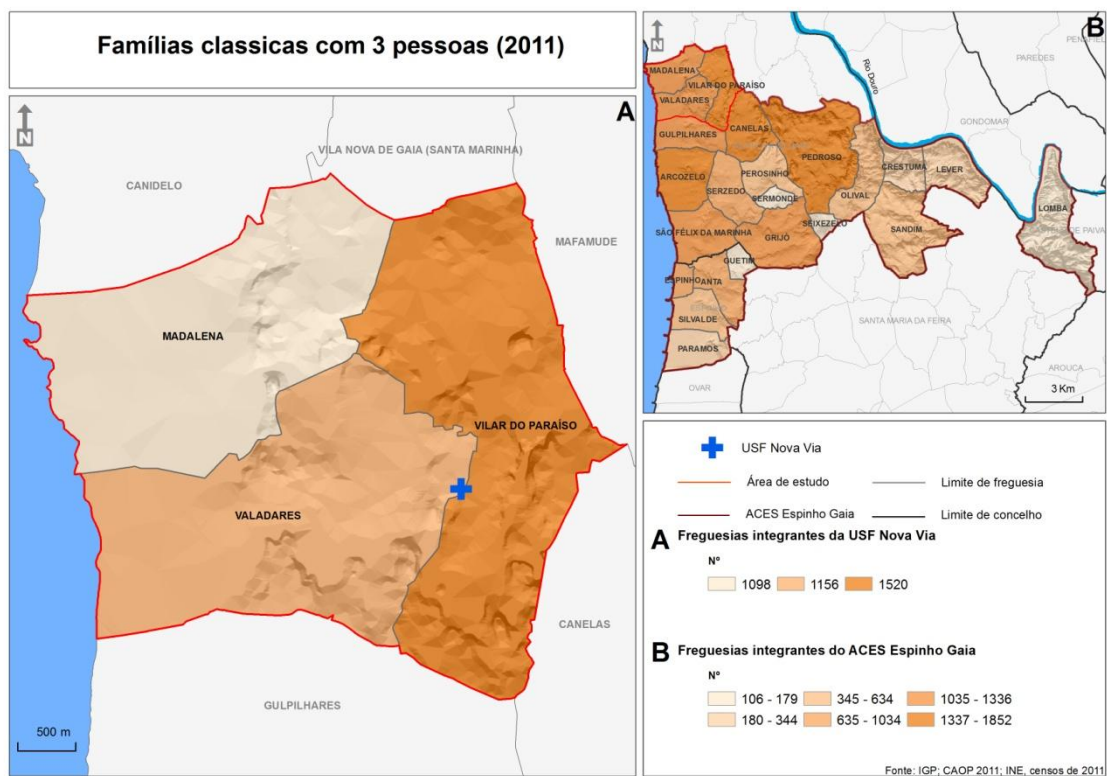 Famílias classicas com 3 pessoas (2011)
A
N
VILA NOVA DE GAIA (SANTA MARINHA)
CANIDELO
MAFAMUDE
MADALENA
VILAR DO PARAÍSO
VALADARES
CANELAS
GULPILHARES
500 m
B
N
PAREDES
Rio Douro
MADALENA
VILAR DO PARAÍSO
VALADARES
GONDOMAR
GULPILHARES
CANELAS
PEDROSO
CRESTUMA
LEVER
ARCOZELO
PEROSINHO
SERZEDO
SERMONDE
OLIVAL
LOMBA
SEIXEZELO
SÃO FÉLIX DA MARINHA
GRIJÓ
SANDIM
GUETIM
ESPINHO
ANTA
SILVALDE
SANTA MARIA DA FEIRA
PARAMOS
AROUCA
OVAR
3 Km
USF Nova Via
Área de estudo
Limite de freguesia
ACES Espinho Gaia
Limite de concelho
A Freguesias integrantes da USF Nova Via
Nº
1098 1156 1520
B Freguesias integrantes do ACES Espinho Gaia
Nº
106 - 179 345 - 634 1035 - 1336
180 - 344 635 - 1034 1337 - 1852
Fonte: IGP; CAOP 2011; INE, censos de 2011